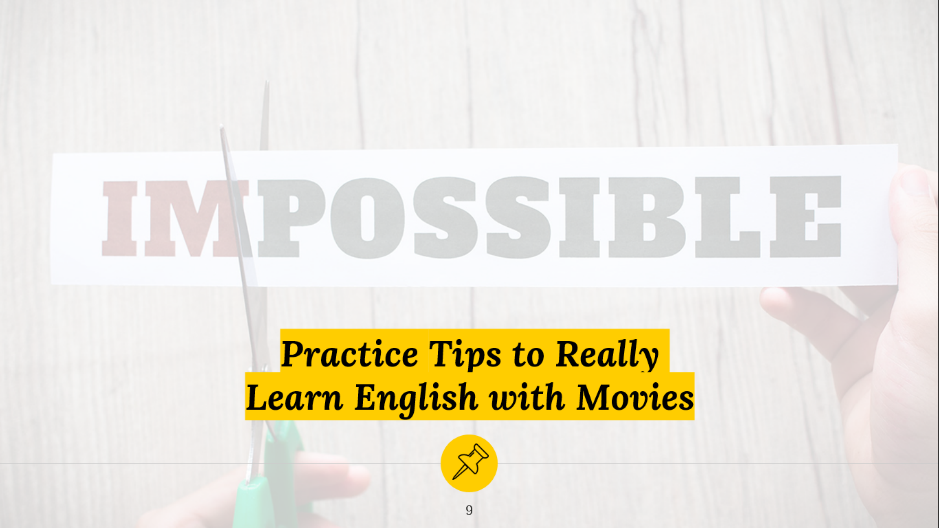 IMPOSSIBLE
Practice Tips to Really
Learn English with Movies
9